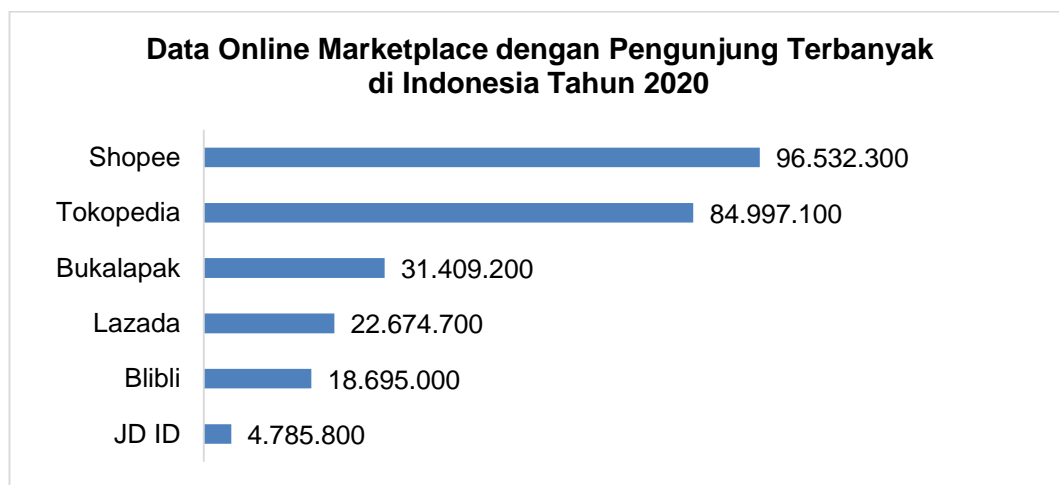 Data Online Marketplace dengan Pengunjung Terbanyak
di Indonesia Tahun 2020
Shopee 96.532.300
Tokopedia 84.997.100
Bukalapak 31.409.200
Lazada 22.674.700
Blibli 18.695.000
JD ID 4.785.800